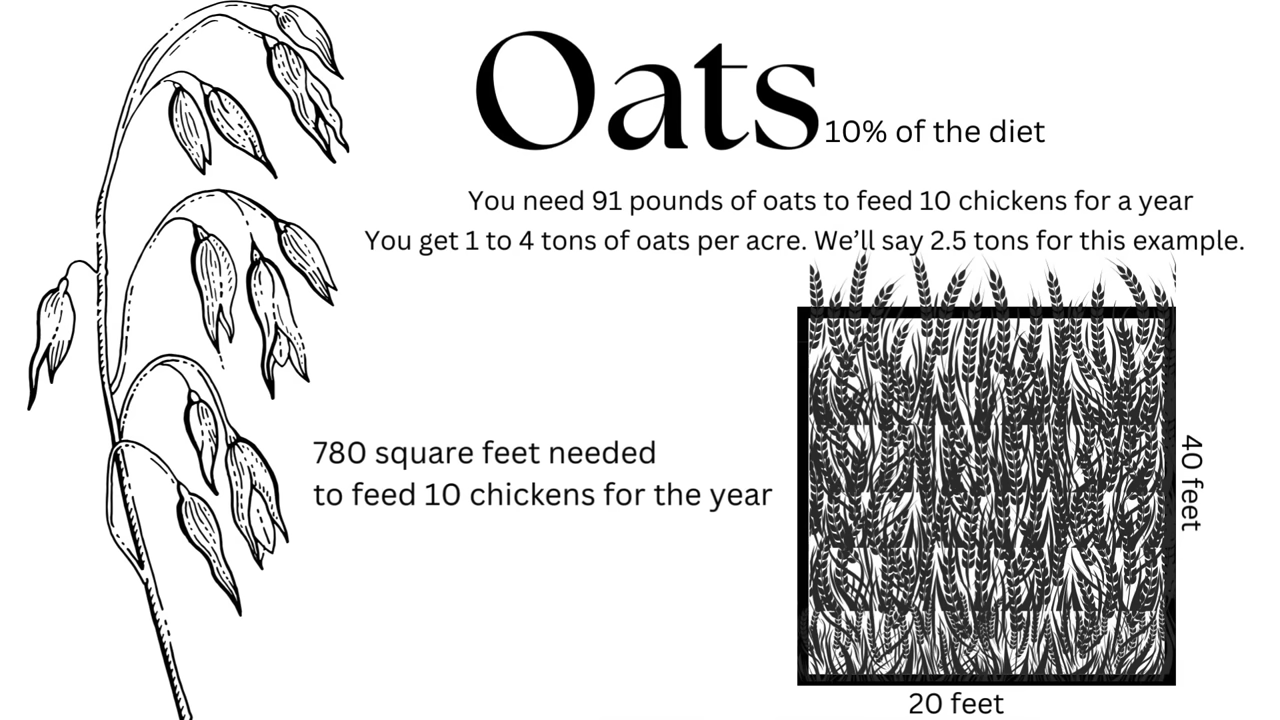 Oats 10% of the diet
You need 91 pounds of oats to feed 10 chickens for a year
You get 1 to 4 tons of oats per acre. We’ll say 2.5 tons for this example.
780 square feet needed
to feed 10 chickens for the year
40 feet
20 feet